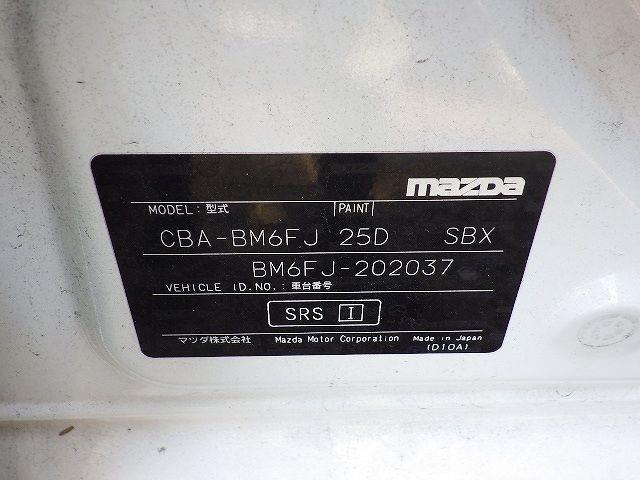 mazda
MODEL: 型式 PAINT
CBA-BM6FJ 25D SBX
BM6FJ-202037
VEHICLE ID.NO.: 車台番号
SRS I
マツダ株式会社 Mazda Motor Corporation Made in Japan
(D10A)